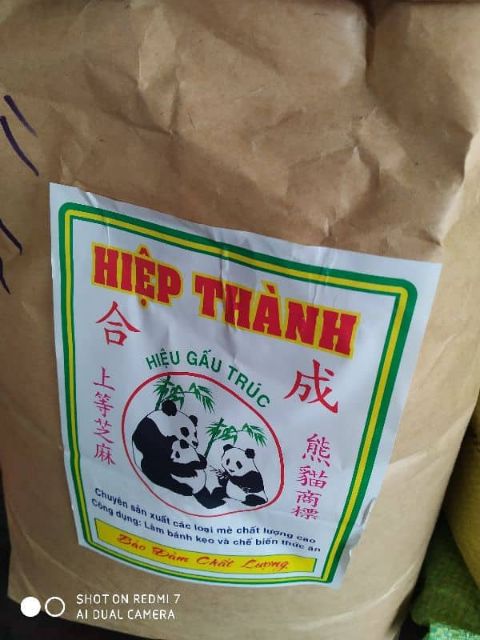 HIỆP THÀNH
合 成
HIỆU GẤU TRÚC
上等芝麻
熊貓商標
Chuyên sản xuất các loại mè chất lượng cao
Công dụng: Làm bánh kẹo và chế biến thức ăn
Bảo Đảm Chất Lượng
SHOT ON REDMI 7
AI DUAL CAMERA